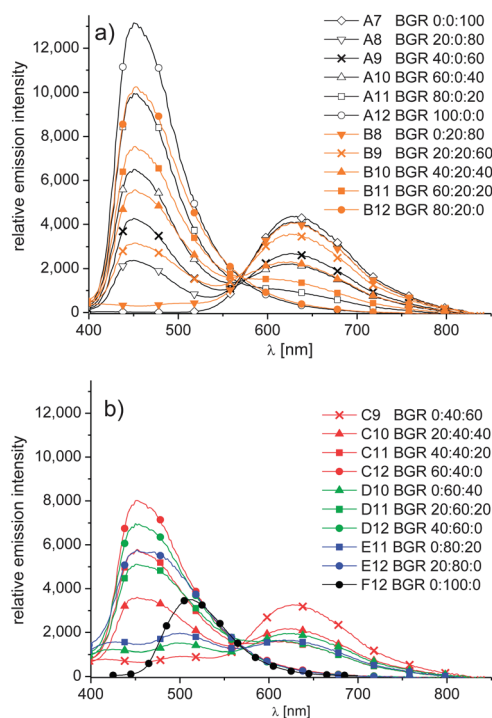 a)
relative emission intensity
12,000
10,000
8,000
6,000
4,000
2,000
0
400 500 600 700 800
λ [nm]
A7 BGR 0:0:100
A8 BGR 20:0:80
A9 BGR 40:0:60
A10 BGR 60:0:40
A11 BGR 80:0:20
A12 BGR 100:0:0
B8 BGR 0:20:80
B9 BGR 20:20:60
B10 BGR 40:20:40
B11 BGR 60:20:20
B12 BGR 80:20:0
b)
relative emission intensity
12,000
10,000
8,000
6,000
4,000
2,000
0
400 500 600 700 800
λ [nm]
C9 BGR 0:40:60
C10 BGR 20:40:40
C11 BGR 40:40:20
C12 BGR 60:40:0
D10 BGR 0:60:40
D11 BGR 20:60:20
D12 BGR 40:60:0
E11 BGR 0:80:20
E12 BGR 20:80:0
F12 BGR 0:100:0